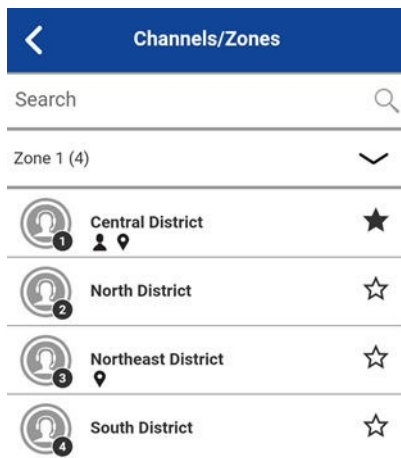 Channels/Zones
Search
Zone 1 (4)
1
Central District
2
North District
3
Northeast District
4
South District